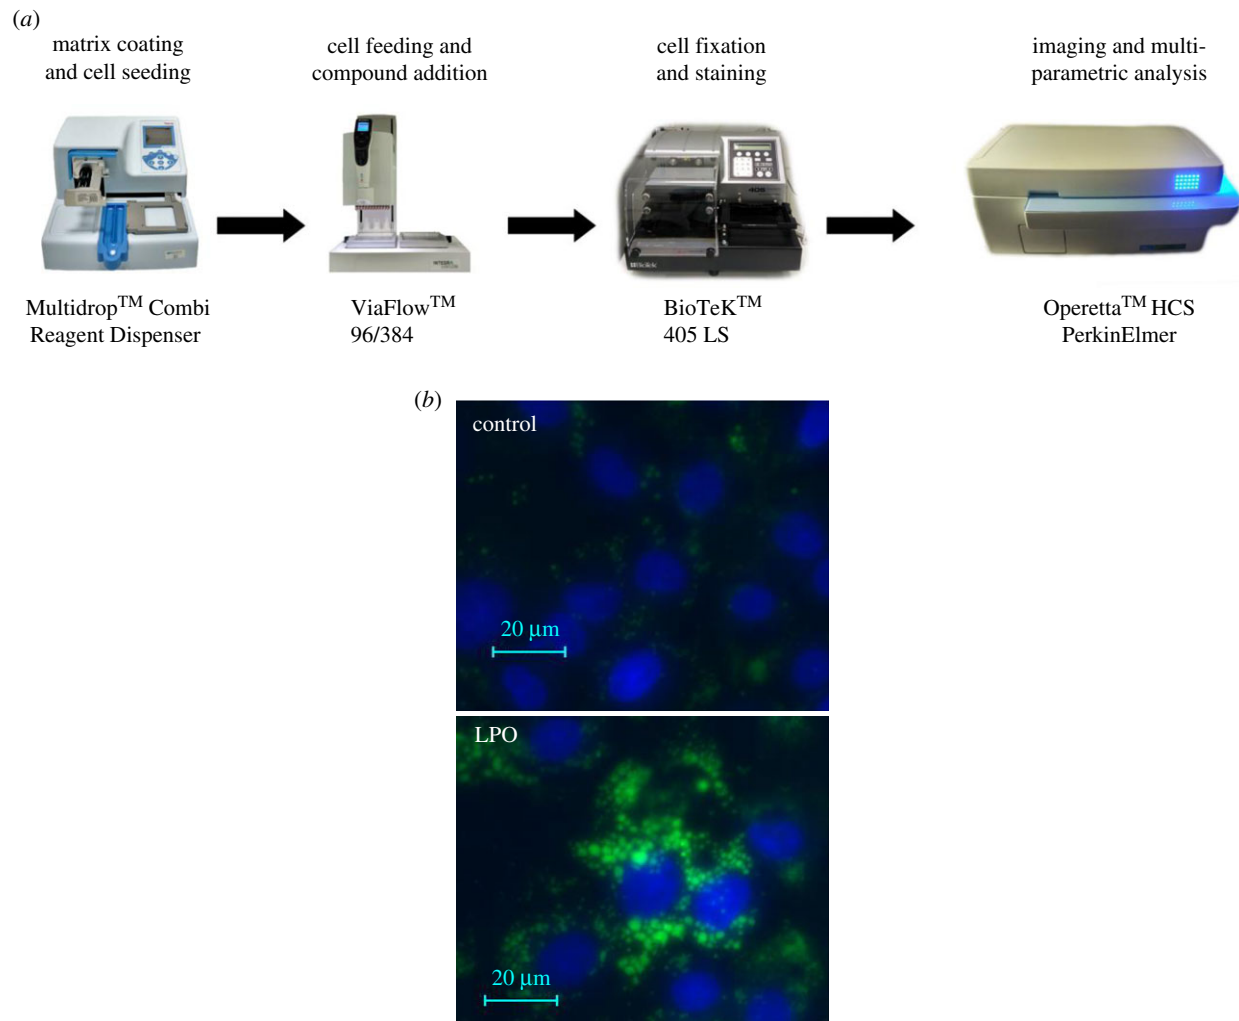 (a)
matrix coating
and cell seeding
cell feeding and
compound addition
cell fixation
and staining
imaging and multi-
parametric analysis
405
BioTek
Multidrop™ Combi
Reagent Dispenser
ViaFlow™
96/384
BioTeK™
405 LS
Operetta™ HCS
PerkinElmer
(b)
control
20 µm
LPO
20 µm